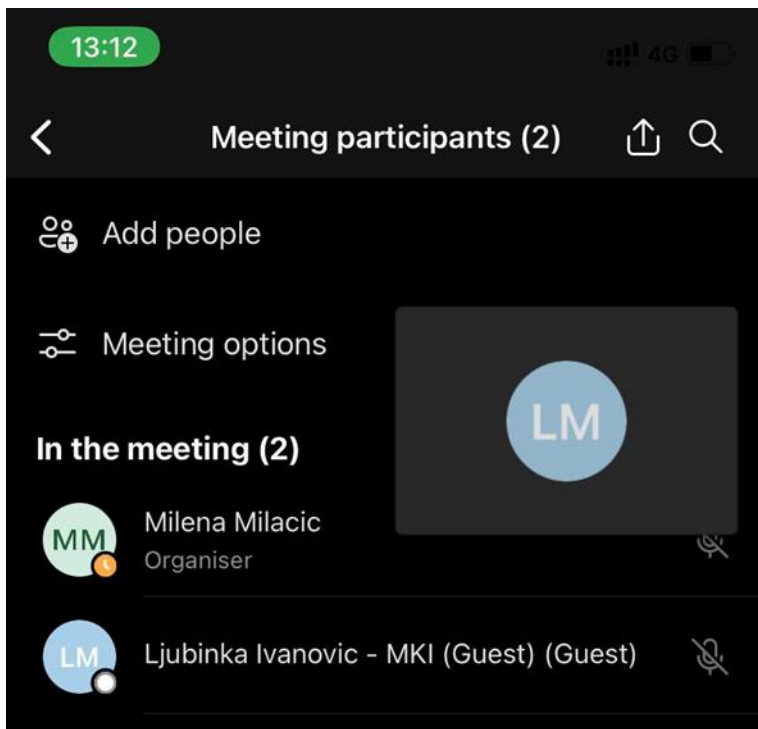 13:12
4G
Meeting participants (2)
Add people
Meeting options
LM
In the meeting (2)
MM
Milena Milacic
Organiser
LM
Ljubinka Ivanovic - MKI (Guest) (Guest)